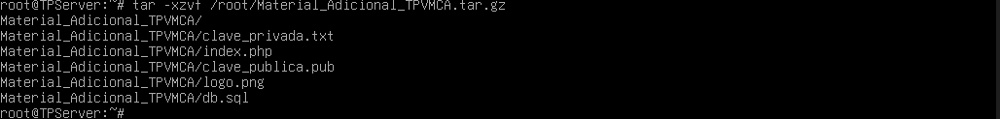 root@TPServer:~# tar -xzvf /root/Material_Adicional_TPVMCA.tar.gz
Material_Adicional_TPVMCA/
Material_Adicional_TPVMCA/clave_privada.txt
Material_Adicional_TPVMCA/index.php
Material_Adicional_TPVMCA/clave_publica.pub
Material_Adicional_TPVMCA/logo.png
Material_Adicional_TPVMCA/db.sql
root@TPServer:~#